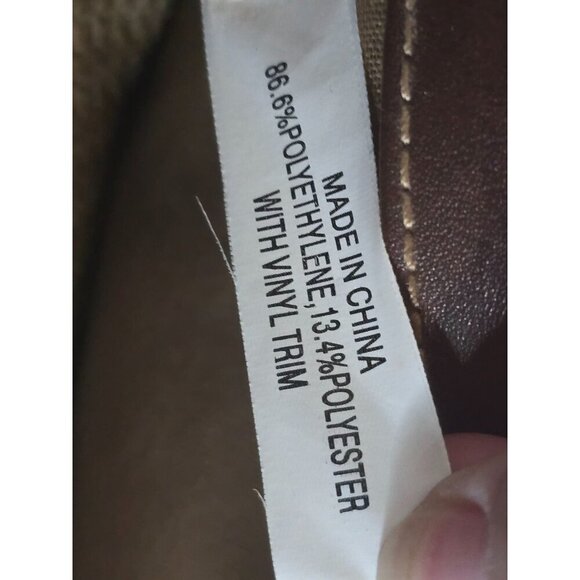 MADE IN CHINA
86.6%POLYETHYLENE,13.4%POLYESTER
WITH VINYL TRIM